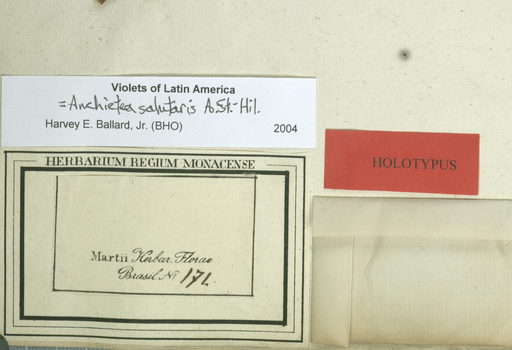 Violets of Latin America
= Anchietea salutaris A.St.-Hil.
Harvey E. Ballard, Jr. (BHO)
2004
HOLOTYPUS
HERBARIUM REGIUM MONACENSE.
Martii Herbar. Florae
Brasil. No 171.